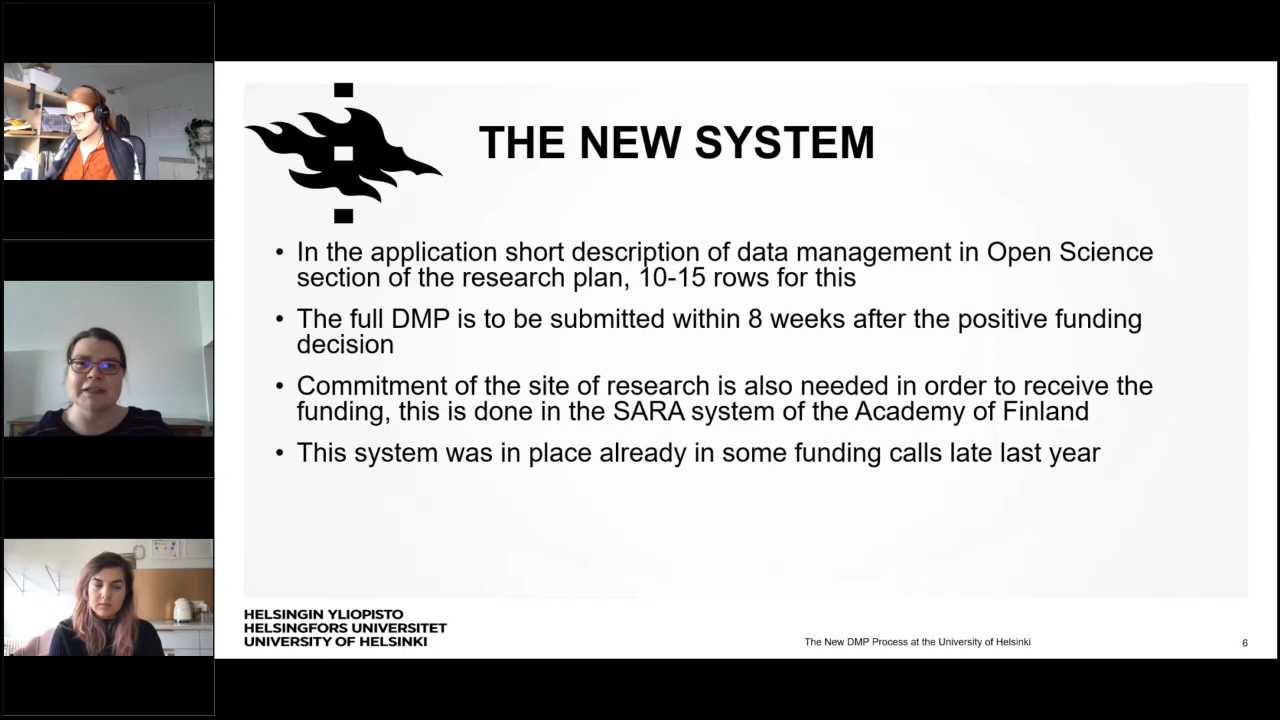 THE NEW SYSTEM
• In the application short description of data management in Open Science
section of the research plan, 10-15 rows for this
• The full DMP is to be submitted within 8 weeks after the positive funding
decision
• Commitment of the site of research is also needed in order to receive the
funding, this is done in the SARA system of the Academy of Finland
• This system was in place already in some funding calls late last year
HELSINGIN YLIOPISTO
HELSINGFORS UNIVERSITET
UNIVERSITY OF HELSINKI
The New DMP Process at the University of Helsinki
6